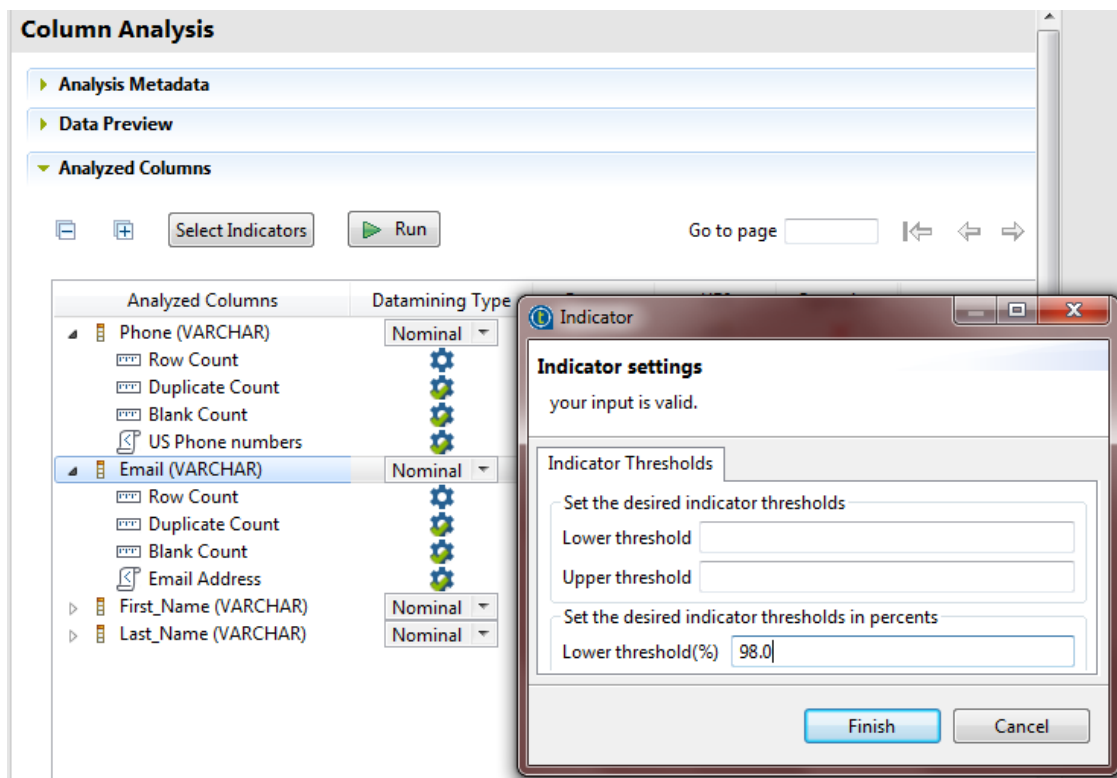 Column Analysis
Analysis Metadata
Data Preview
Analyzed Columns
Select Indicators
Run
Go to page
Analyzed Columns
Datamining Type
Phone (VARCHAR)
Nominal
Row Count
Duplicate Count
Blank Count
US Phone numbers
Email (VARCHAR)
Nominal
Row Count
Duplicate Count
Blank Count
Email Address
First_Name (VARCHAR)
Nominal
Last_Name (VARCHAR)
Nominal
Indicator
Indicator settings
your input is valid.
Indicator Thresholds
Set the desired indicator thresholds
Lower threshold
Upper threshold
Set the desired indicator thresholds in percents
Lower threshold(%) 98.0
Finish
Cancel